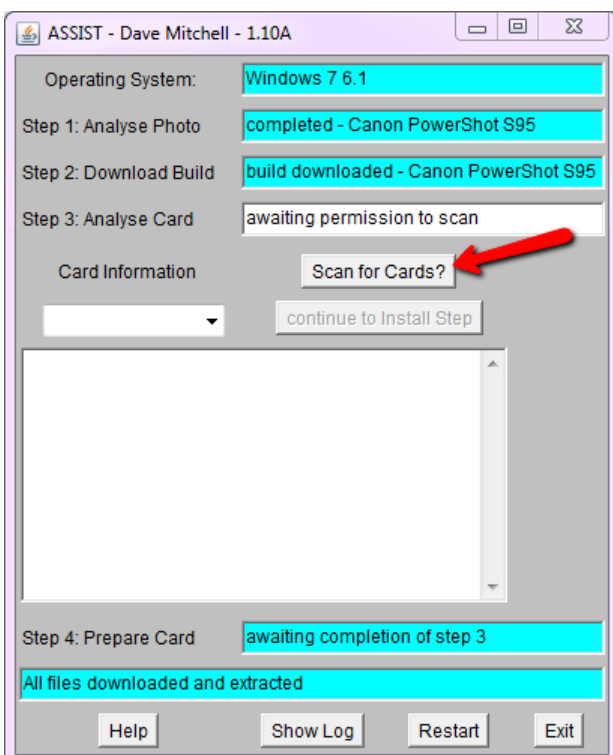 ASSIST - Dave Mitchell - 1.10A
Operating System: Windows 7 6.1
Step 1: Analyse Photo completed - Canon PowerShot S95
Step 2: Download Build build downloaded - Canon PowerShot S95
Step 3: Analyse Card awaiting permission to scan
Card Information Scan for Cards?
continue to Install Step
Step 4: Prepare Card awaiting completion of step 3
All files downloaded and extracted
Help Show Log Restart Exit